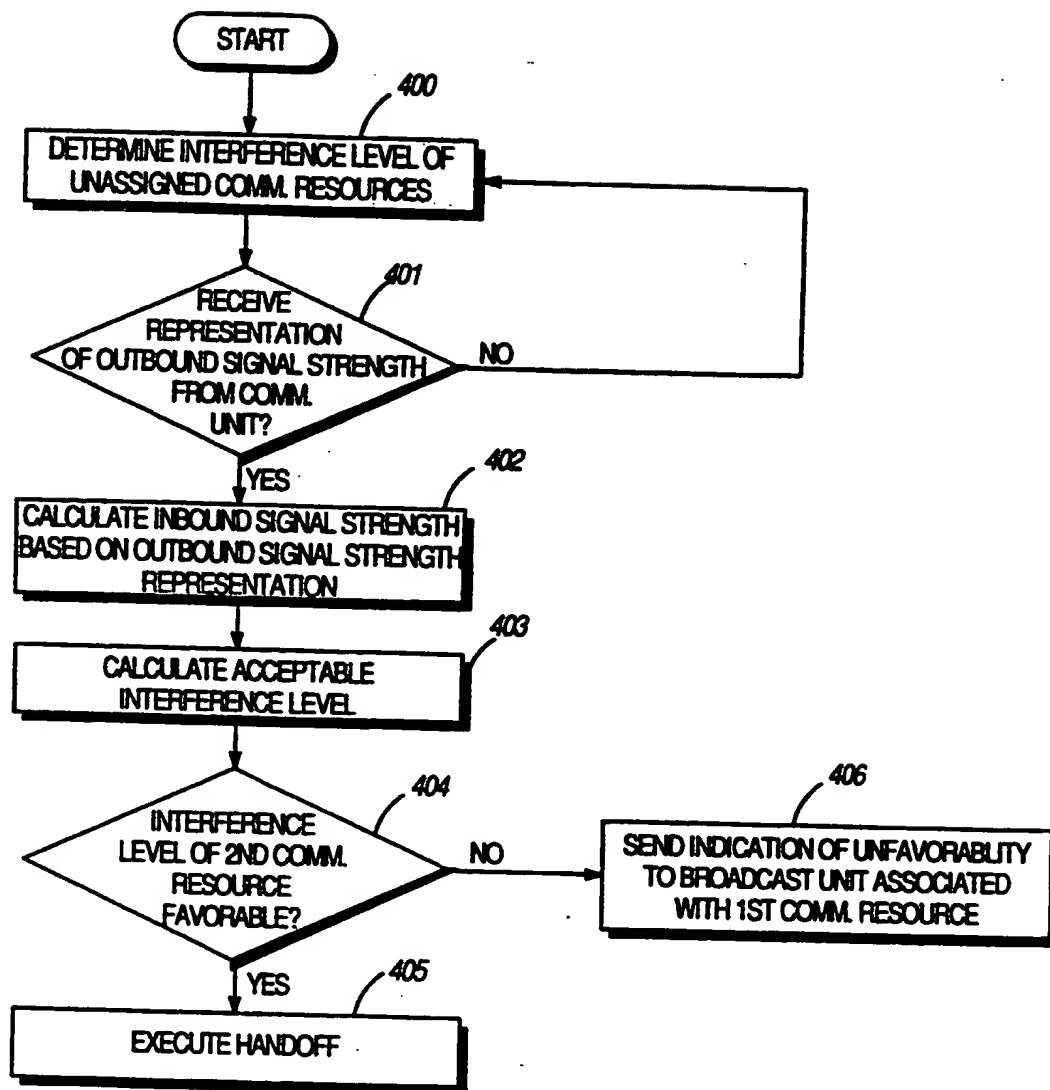 START
400
DETERMINE INTERFERENCE LEVEL OF
UNASSIGNED COMM. RESOURCES
401
RECEIVE
REPRESENTATION
OF OUTBOUND SIGNAL STRENGTH
FROM COMM.
UNIT?
NO
YES
402
CALCULATE INBOUND SIGNAL STRENGTH
BASED ON OUTBOUND SIGNAL STRENGTH
REPRESENTATION
403
CALCULATE ACCEPTABLE
INTERFERENCE LEVEL
404
INTERFERENCE
LEVEL OF 2ND COMM.
RESOURCE
FAVORABLE?
NO
406
SEND INDICATION OF UNFAVORABLITY
TO BROADCAST UNIT ASSOCIATED
WITH 1ST COMM. RESOURCE
YES
405
EXECUTE HANDOFF